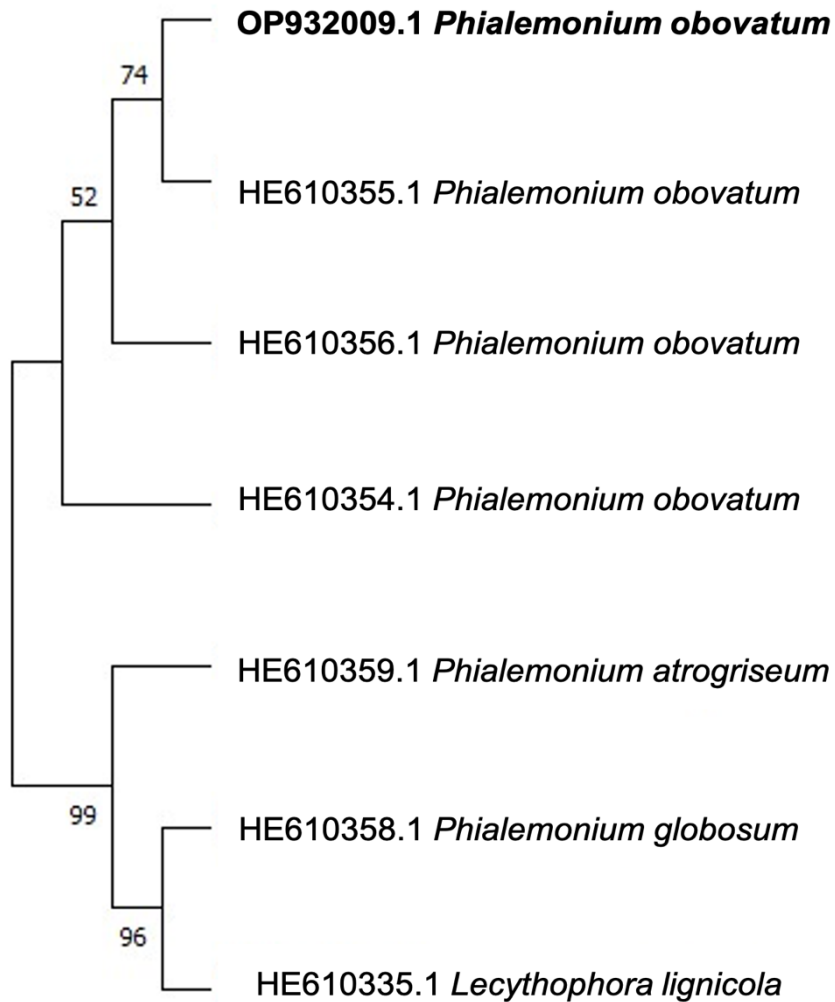 OP932009.1 Phialemonium obovatum
74
52
HE610355.1 Phialemonium obovatum
HE610356.1 Phialemonium obovatum
HE610354.1 Phialemonium obovatum
HE610359.1 Phialemonium atrogriseum
99
HE610358.1 Phialemonium globosum
96
HE610335.1 Lecythophora lignicola